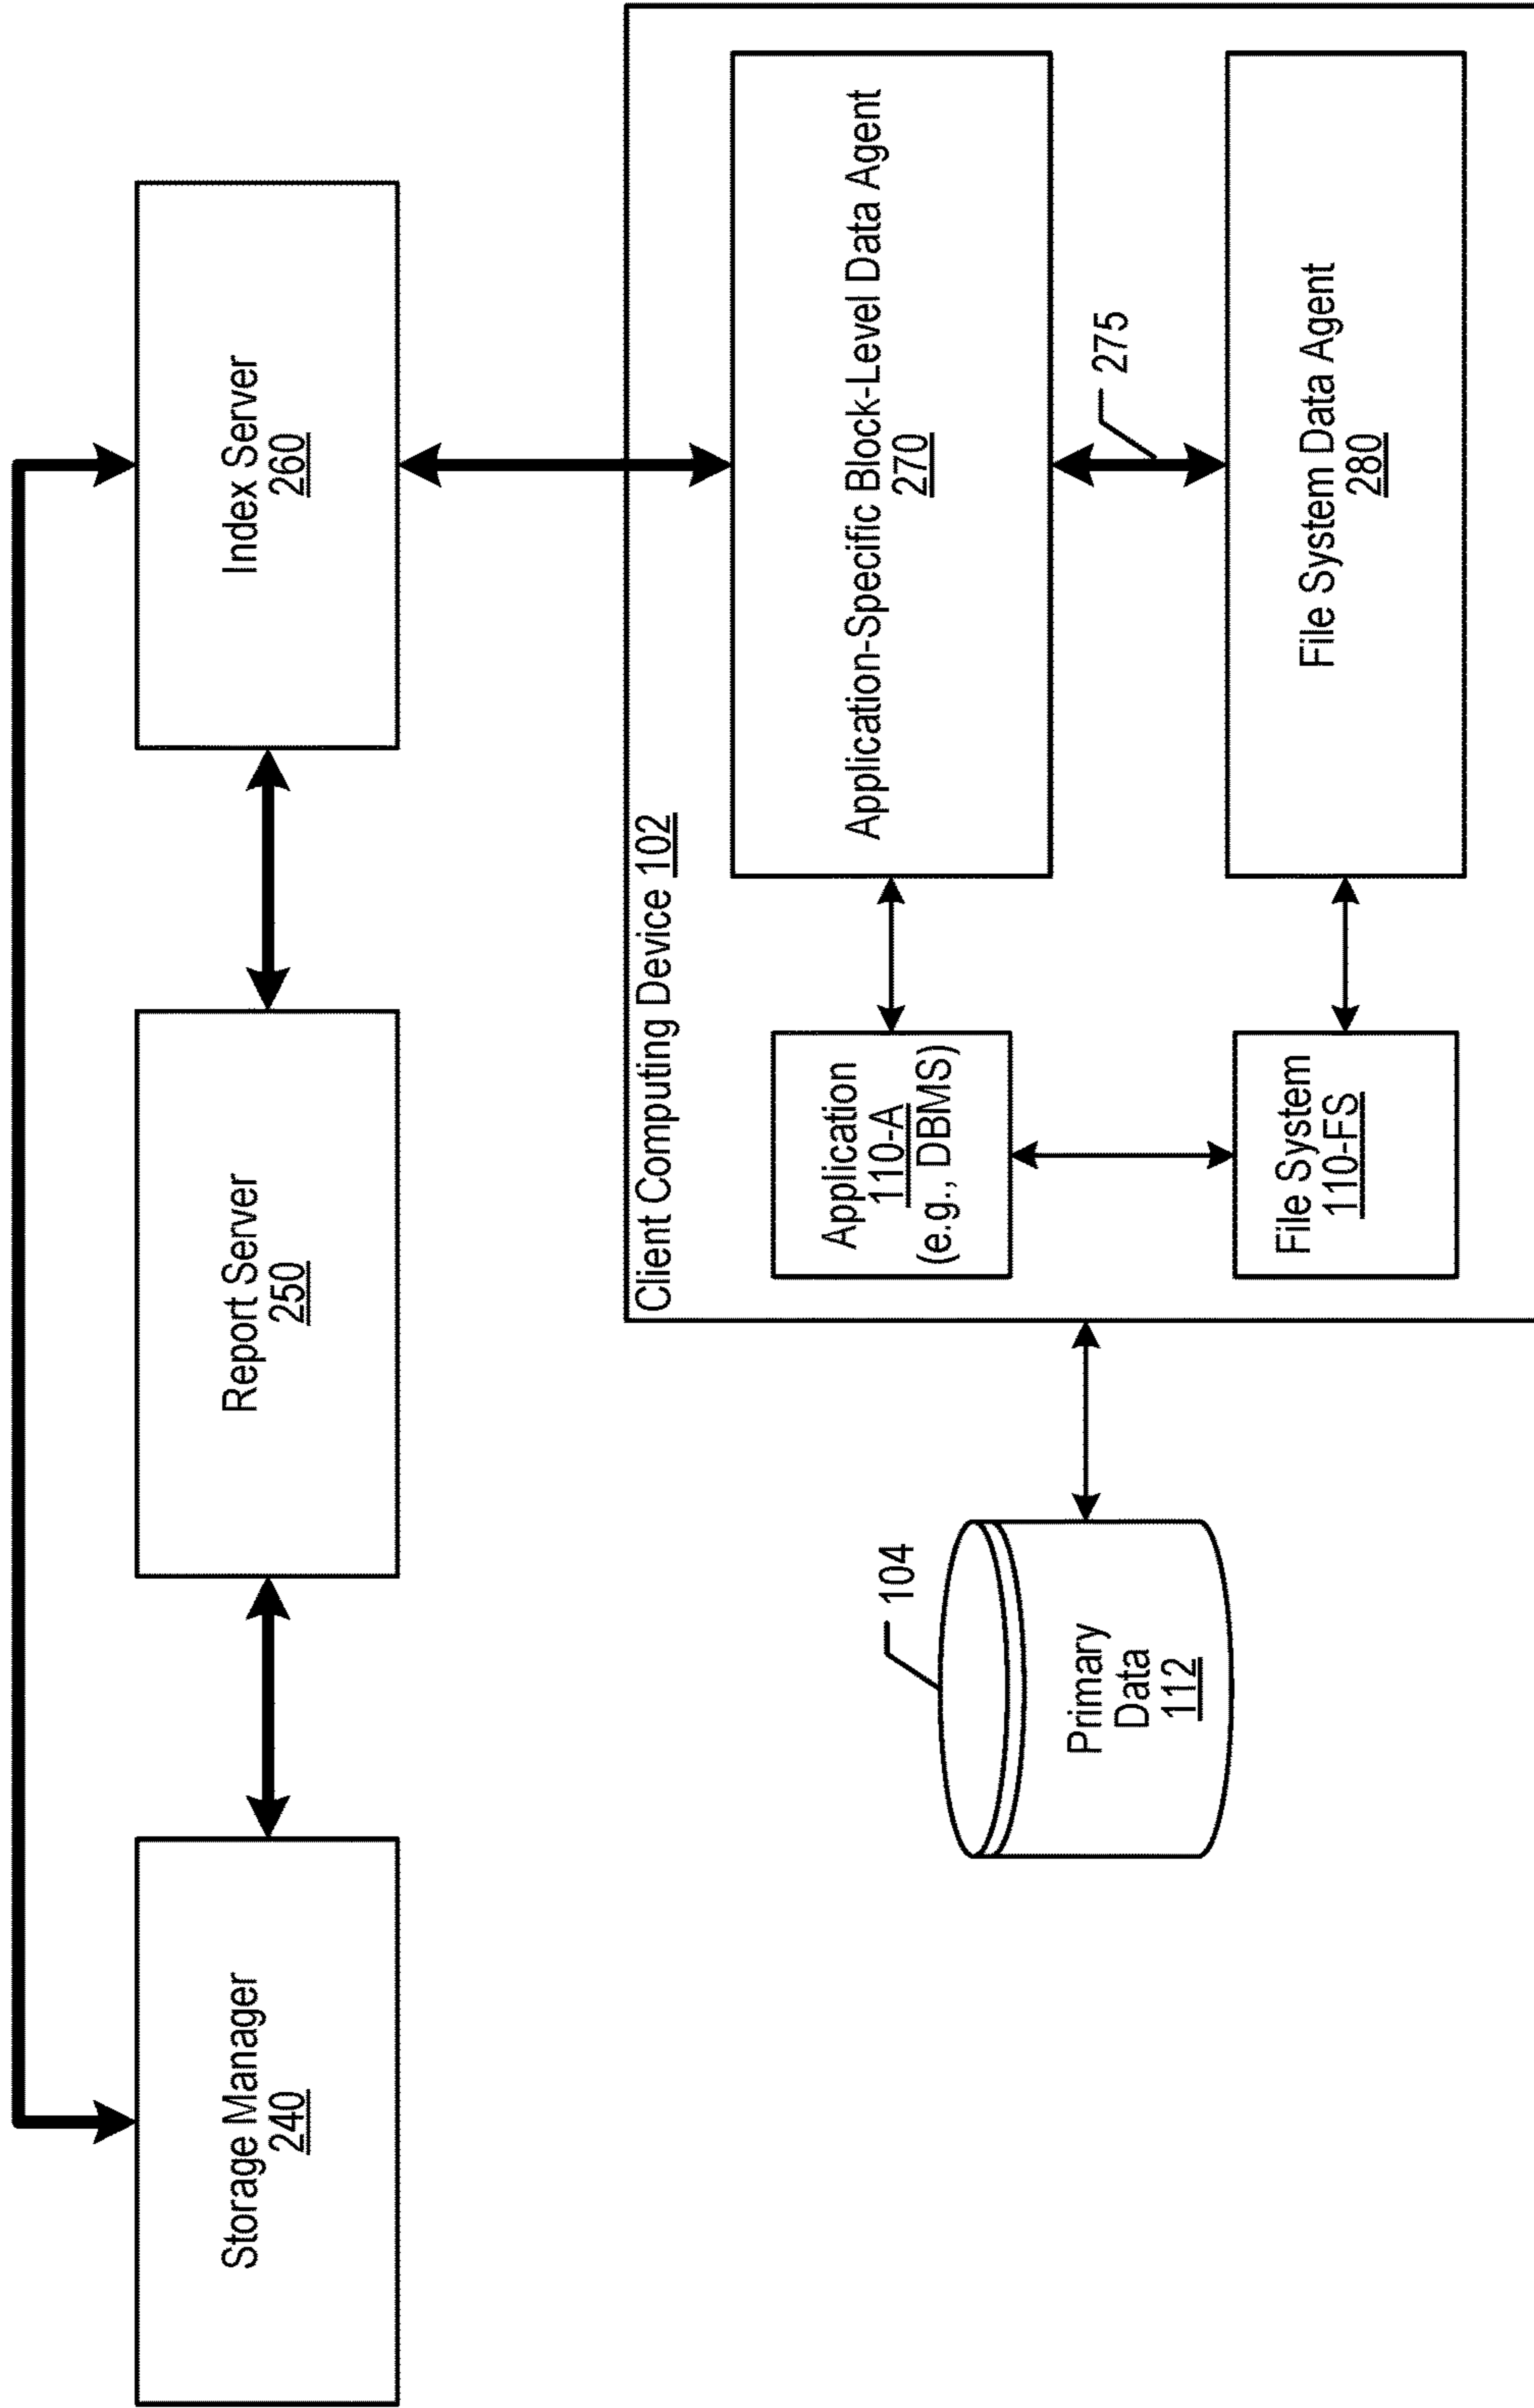 Storage Manager
240
Report Server
250
Index Server
260
Client Computing Device 102
104
Primary
Data
112
Application
110-A
(e.g., DBMS)
Application-Specific Block-Level Data Agent
270
275
File System
110-FS
File System Data Agent
280